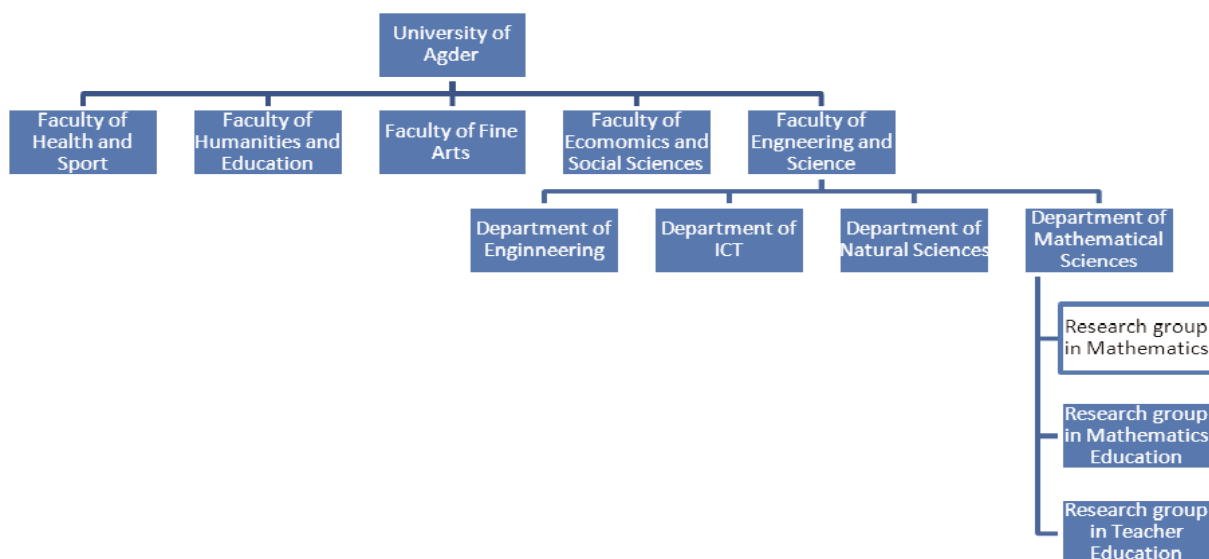 University of
Agder
Faculty of
Health and
Sport
Faculty of
Humanities and
Education
Faculty of Fine
Arts
Faculty of
Ecomomics and
Social Sciences
Faculty of
Engneering and
Science
Department of
Enginneering
Department of
ICT
Department of
Natural Sciences
Department of
Mathematical
Sciences
Research group
in Mathematics
Research group
in Mathematics
Education
Research group
in Teacher
Education